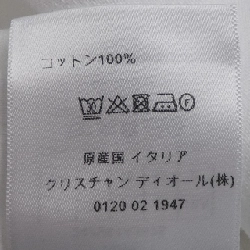 コットン100%
原産国 イタリア
クリスチャン ディオール(株)
0120 02 1947